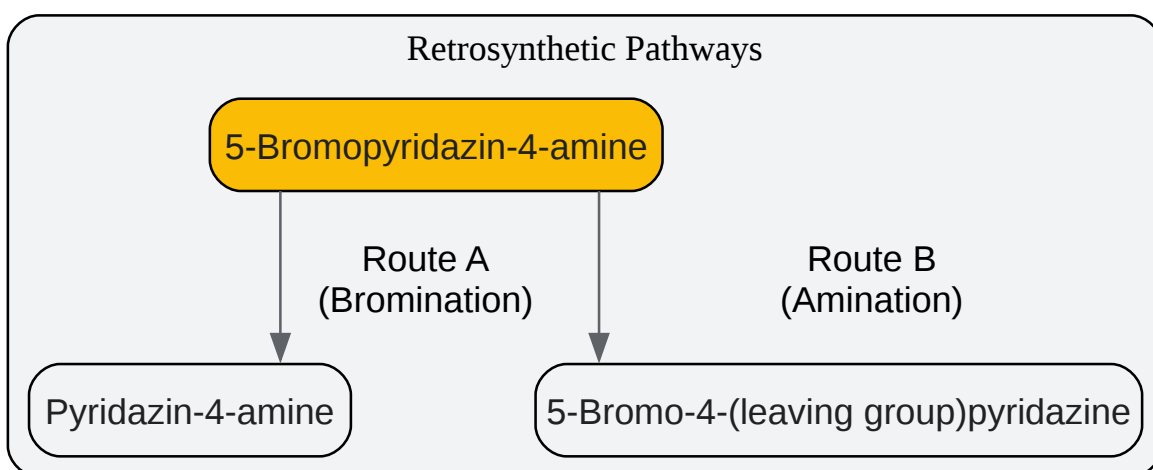 Retrosynthetic Pathways
5-Bromopyridazin-4-amine
Route A
(Bromination)
Route B
(Amination)
Pyridazin-4-amine
5-Bromo-4-(leaving group)pyridazine